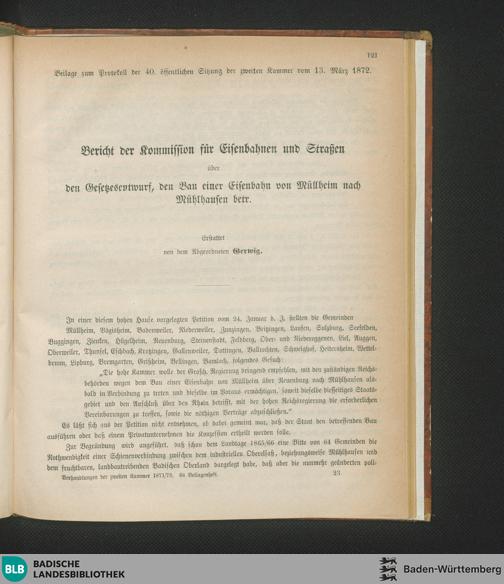 121
Beilage zum Protokoll der 40. öffentlichen Sitzung der zweiten Kammer vom 13. März 1872.
Bericht der Kommission für Eisenbahnen und Straßen
über
den Gesetzesentwurf, den Bau einer Eisenbahn von Müllheim nach
Mühlhausen betr.
Erstattet
von dem Abgeordneten Gerwig.
In einer diesem hohen Hause vorgelegten Petition vom 24. Januar d. J. stellten die Gemeinden
Müllheim, Vögisheim, Badenweiler, Niederweiler, Zunzingen, Britzingen, Laufen, Sulzburg, Seefelden,
Buggingen, Zienken, Hügelheim, Neuenburg, Steinenstadt, Feldberg, Ober- und Niedereggenen, Liel, Auggen,
Oberweiler, Thunsel, Eschbach, Krotzingen, Gallenweiler, Dottingen, Ballrechten, Schweighof, Heitersheim, Wettel-
brunn, Lipburg, Bremgarten, Grißheim, Bellingen, Bamlach, folgendes Gesuch:
„Die hohe Kammer wolle der Großh. Regierung dringend empfehlen, mit den zuständigen Reichs-
behörden wegen dem Bau einer Eisenbahn von Müllheim über Neuenburg nach Mühlhausen als-
bald in Verbindung zu treten und dieselbe im Voraus ermächtigen, soweit dieselbe diesseitiges Staats-
gebiet und den Anschluß über den Rhein betrifft, mit der hohen Reichsregierung die erforderlichen
Vereinbarungen zu treffen, sowie die nöthigen Verträge abzuschließen.“
Es läßt sich aus der Petition nicht entnehmen, ob dabei gemeint war, daß der Staat den betreffenden Bau
ausführen oder daß einem Privatunternehmen die Konzession ertheilt werden solle.
Zur Begründung wird angeführt, daß schon dem Landtage 1865/66 eine Bitte von 64 Gemeinden die
Nothwendigkeit einer Schienenverbindung zwischen dem industriellen Oberelsaß, beziehungsweise Mühlhausen und
dem fruchtbaren, landbautreibenden Badischen Oberland dargelegt habe, daß aber die nunmehr geänderten poli-
Verhandlungen der zweiten Kammer 1871/72. 6s Beilagenheft. 23
BLB BADISCHE
LANDESBIBLIOTHEK
Baden-Württemberg